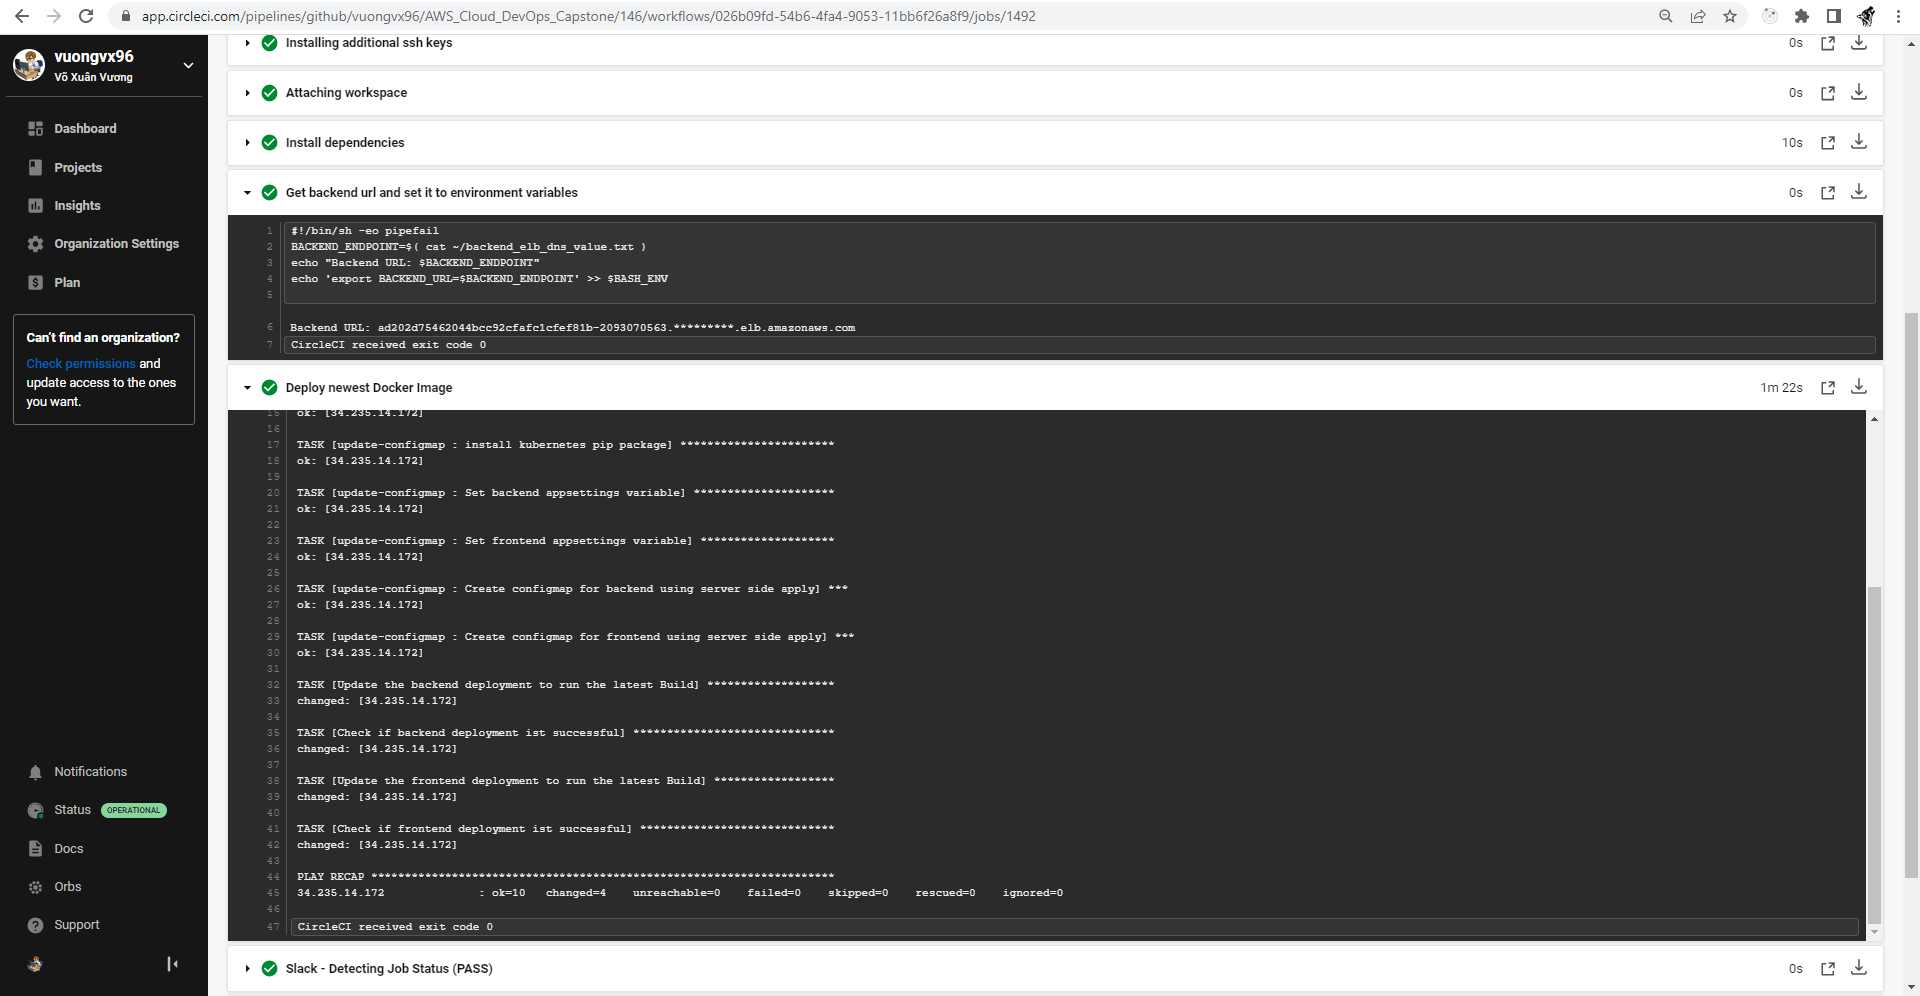 app.circleci.com/pipelines/github/vuongvx96/AWS_Cloud_DevOps_Capstone/146/workflows/026b09fd-54b6-4fa4-9053-11bb6f26a8f9/jobs/1492
vuongvx96
Võ Xuân Vương
Dashboard
Projects
Insights
Organization Settings
Plan
Can't find an organization?
Check permissions and
update access to the ones
you want.
Notifications
Status OPERATIONAL
Docs
Orbs
Support
Installing additional ssh keys 0s
Attaching workspace 0s
Install dependencies 10s
Get backend url and set it to environment variables 0s
1 #!/bin/sh -eo pipefail
2 BACKEND_ENDPOINT=$( cat ~/backend_elb_dns_value.txt )
3 echo "Backend URL: $BACKEND_ENDPOINT"
4 echo 'export BACKEND_URL=$BACKEND_ENDPOINT' >> $BASH_ENV
5
6 Backend URL: ad202d75462044bcc92cfafc1cfef81b-2093070563.*********.elb.amazonaws.com
7 CircleCI received exit code 0
Deploy newest Docker Image 1m 22s
15 ok: [34.235.14.172]
16
17 TASK [update-configmap : install kubernetes pip package] ***********************
18 ok: [34.235.14.172]
19
20 TASK [update-configmap : Set backend appsettings variable] *********************
21 ok: [34.235.14.172]
22
23 TASK [update-configmap : Set frontend appsettings variable] ********************
24 ok: [34.235.14.172]
25
26 TASK [update-configmap : Create configmap for backend using server side apply] ***
27 ok: [34.235.14.172]
28
29 TASK [update-configmap : Create configmap for frontend using server side apply] ***
30 ok: [34.235.14.172]
31
32 TASK [Update the backend deployment to run the latest Build] *******************
33 changed: [34.235.14.172]
34
35 TASK [Check if backend deployment ist successful] ******************************
36 changed: [34.235.14.172]
37
38 TASK [Update the frontend deployment to run the latest Build] ******************
39 changed: [34.235.14.172]
40
41 TASK [Check if frontend deployment ist successful] *****************************
42 changed: [34.235.14.172]
43
44 PLAY RECAP *********************************************************************
45 34.235.14.172 : ok=10 changed=4 unreachable=0 failed=0 skipped=0 rescued=0 ignored=0
46
47 CircleCI received exit code 0
Slack - Detecting Job Status (PASS) 0s